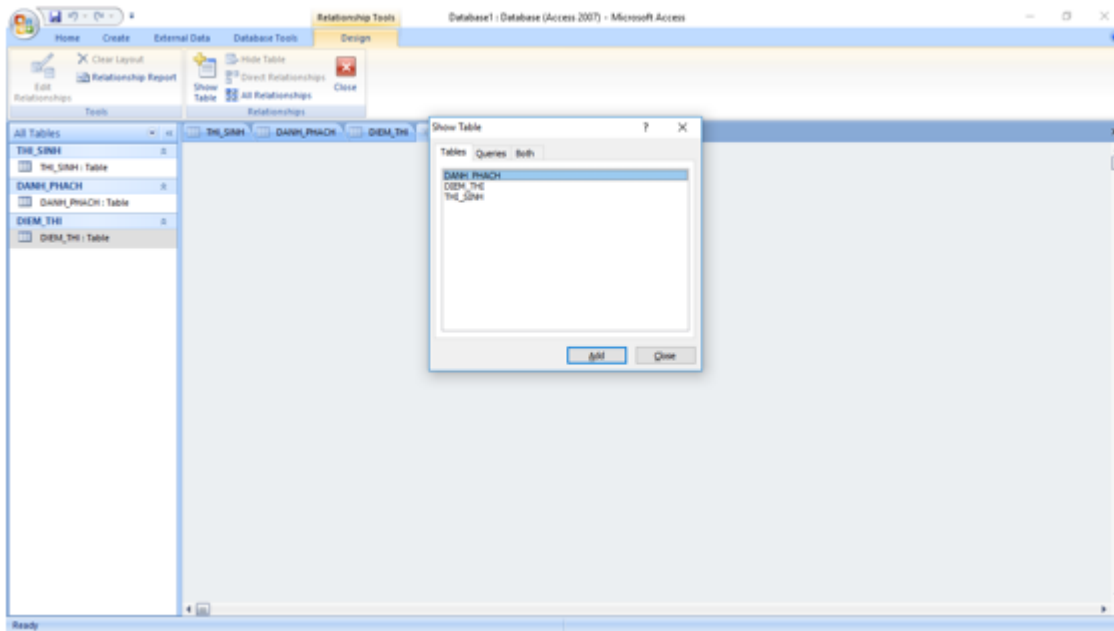 Relationship Tools
Database1 : Database (Access 2007) - Microsoft Access
Home Create External Data Database Tools Design
Edit Relationships
Clear Layout
Relationship Report
Tools
Show Table
Hide Table
Direct Relationships
All Relationships
Close
Relationships
All Tables
THI_SINH
THI_SINH : Table
DANH_PHACH
DANH_PHACH : Table
DIEM_THI
DIEM_THI : Table
THI_SINH DANH_PHACH DIEM_THI
Show Table ?
Tables Queries Both
DANH_PHACH
DIEM_THI
THI_SINH
Add Close
Ready